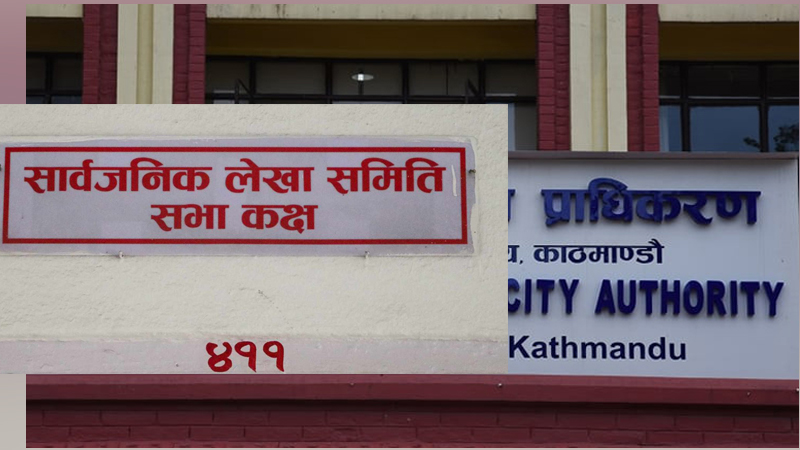 सार्वजनिक लेखा समिति
सभा कक्ष
४११
प्राधिकरण
काठमाण्डौ
CITY AUTHORITY
Kathmandu